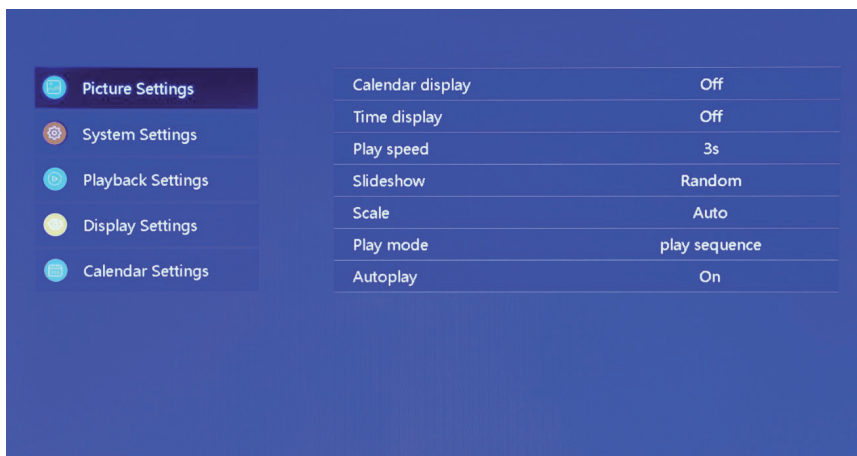 Picture Settings
System Settings
Playback Settings
Display Settings
Calendar Settings
Calendar display Off
Time display Off
Play speed 3s
Slideshow Random
Scale Auto
Play mode play sequence
Autoplay On